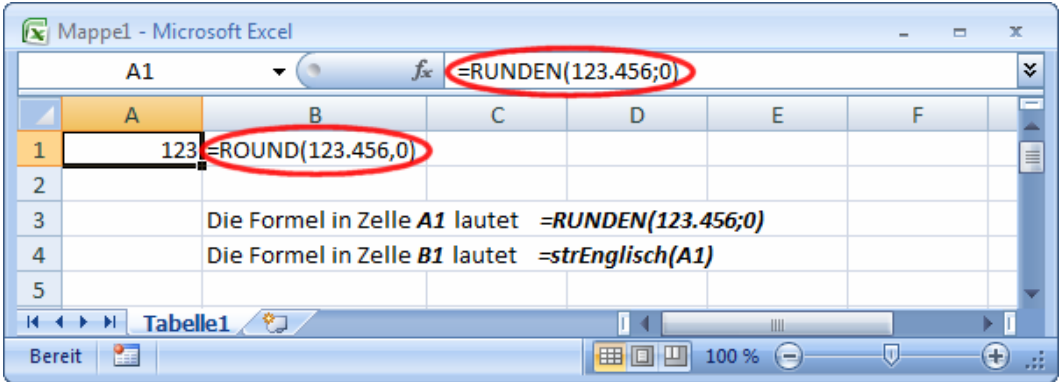 Mappe1 - Microsoft Excel
A1 fx =RUNDEN(123.456;0)
A B C D E F
1 123 =ROUND(123.456,0)
2
3 Die Formel in Zelle A1 lautet =RUNDEN(123.456;0)
4 Die Formel in Zelle B1 lautet =strEnglisch(A1)
5
Tabelle1
Bereit 100 %